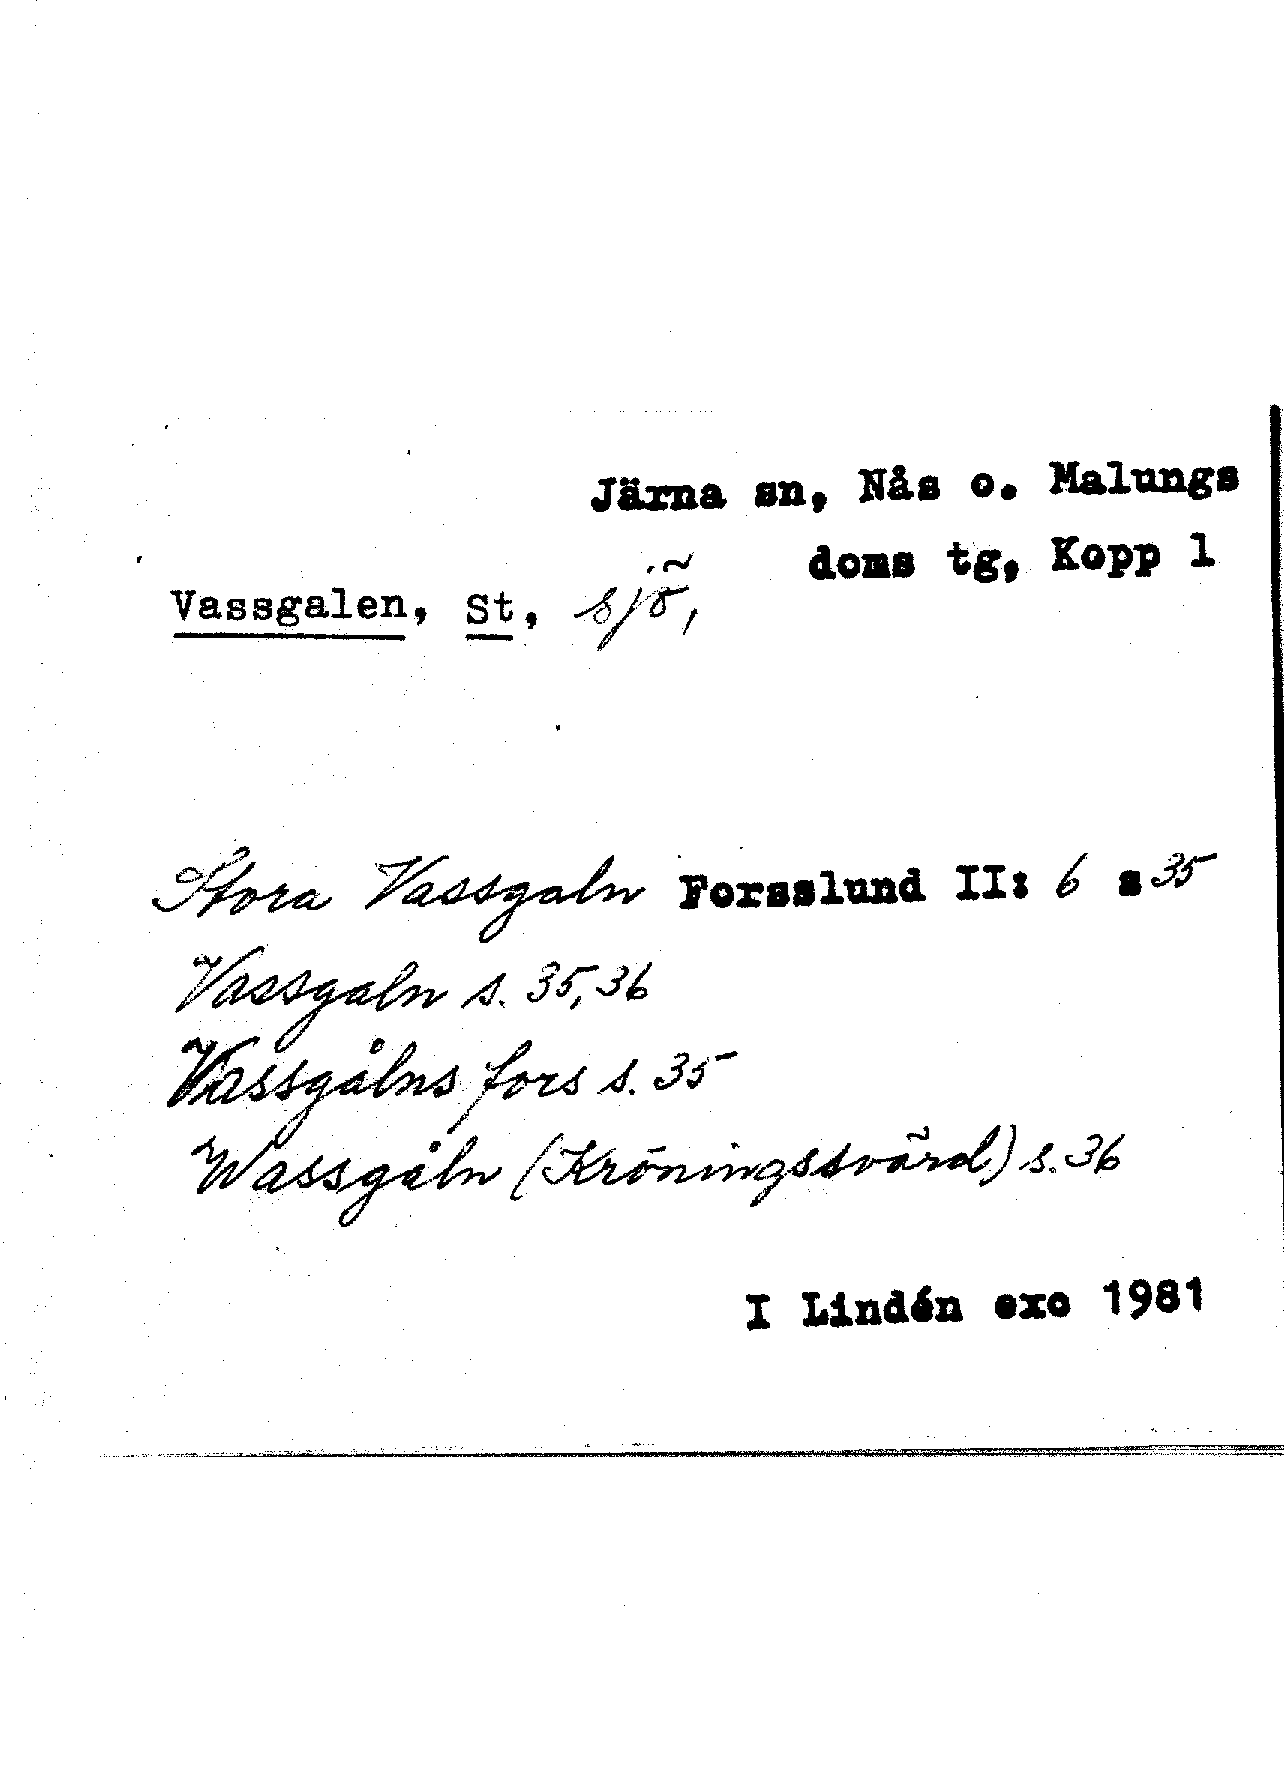 Järna sn, Nås o. Malungs
doms tg, Kopp l
Vassgalen, St, sjö,
Stora Vassgaln Forsslund II: 6 s 35
Vassgaln s. 35, 36
Vassgålns fors s. 35
Wassgåln (Kröningssvärd) s. 36
I Lindén exc 1981